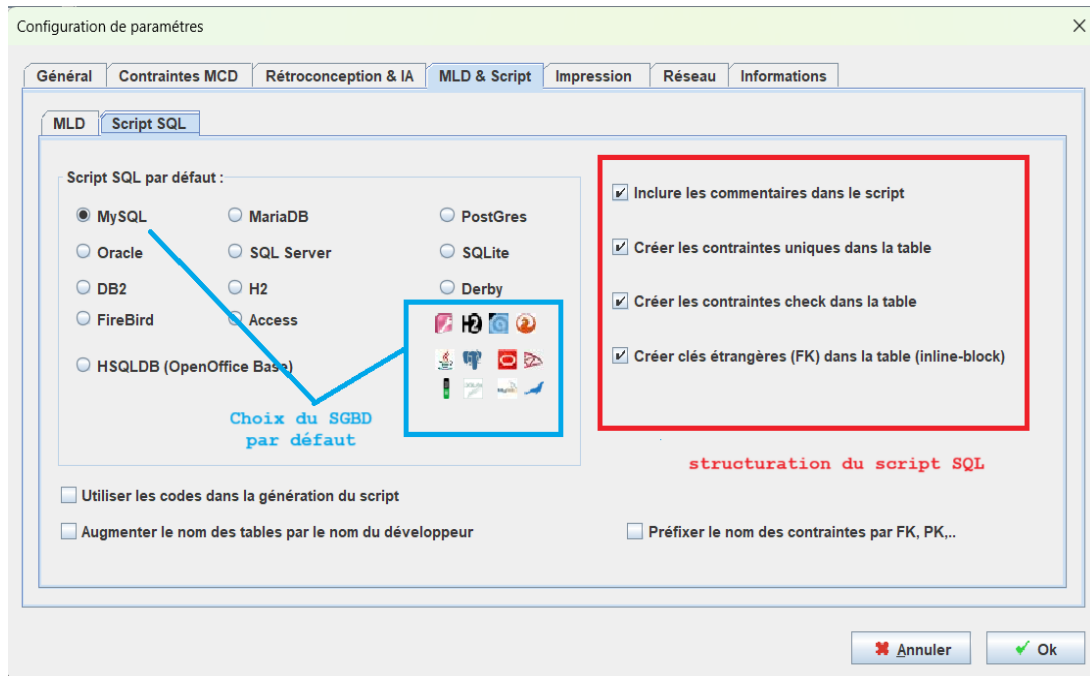 Configuration de paramétres
Général Contraintes MCD Rétroconception & IA MLD & Script Impression Réseau Informations
MLD Script SQL
Script SQL par défaut :
MySQL MariaDB PostGres
Oracle SQL Server SQLite
DB2 H2 Derby
FireBird Access
HSQLDB (OpenOffice Base)
H2
Choix du SGBD
par défaut
Inclure les commentaires dans le script
Créer les contraintes uniques dans la table
Créer les contraintes check dans la table
Créer clés étrangères (FK) dans la table (inline-block)
structuration du script SQL
Utiliser les codes dans la génération du script
Augmenter le nom des tables par le nom du développeur
Préfixer le nom des contraintes par FK, PK,..
Annuler Ok